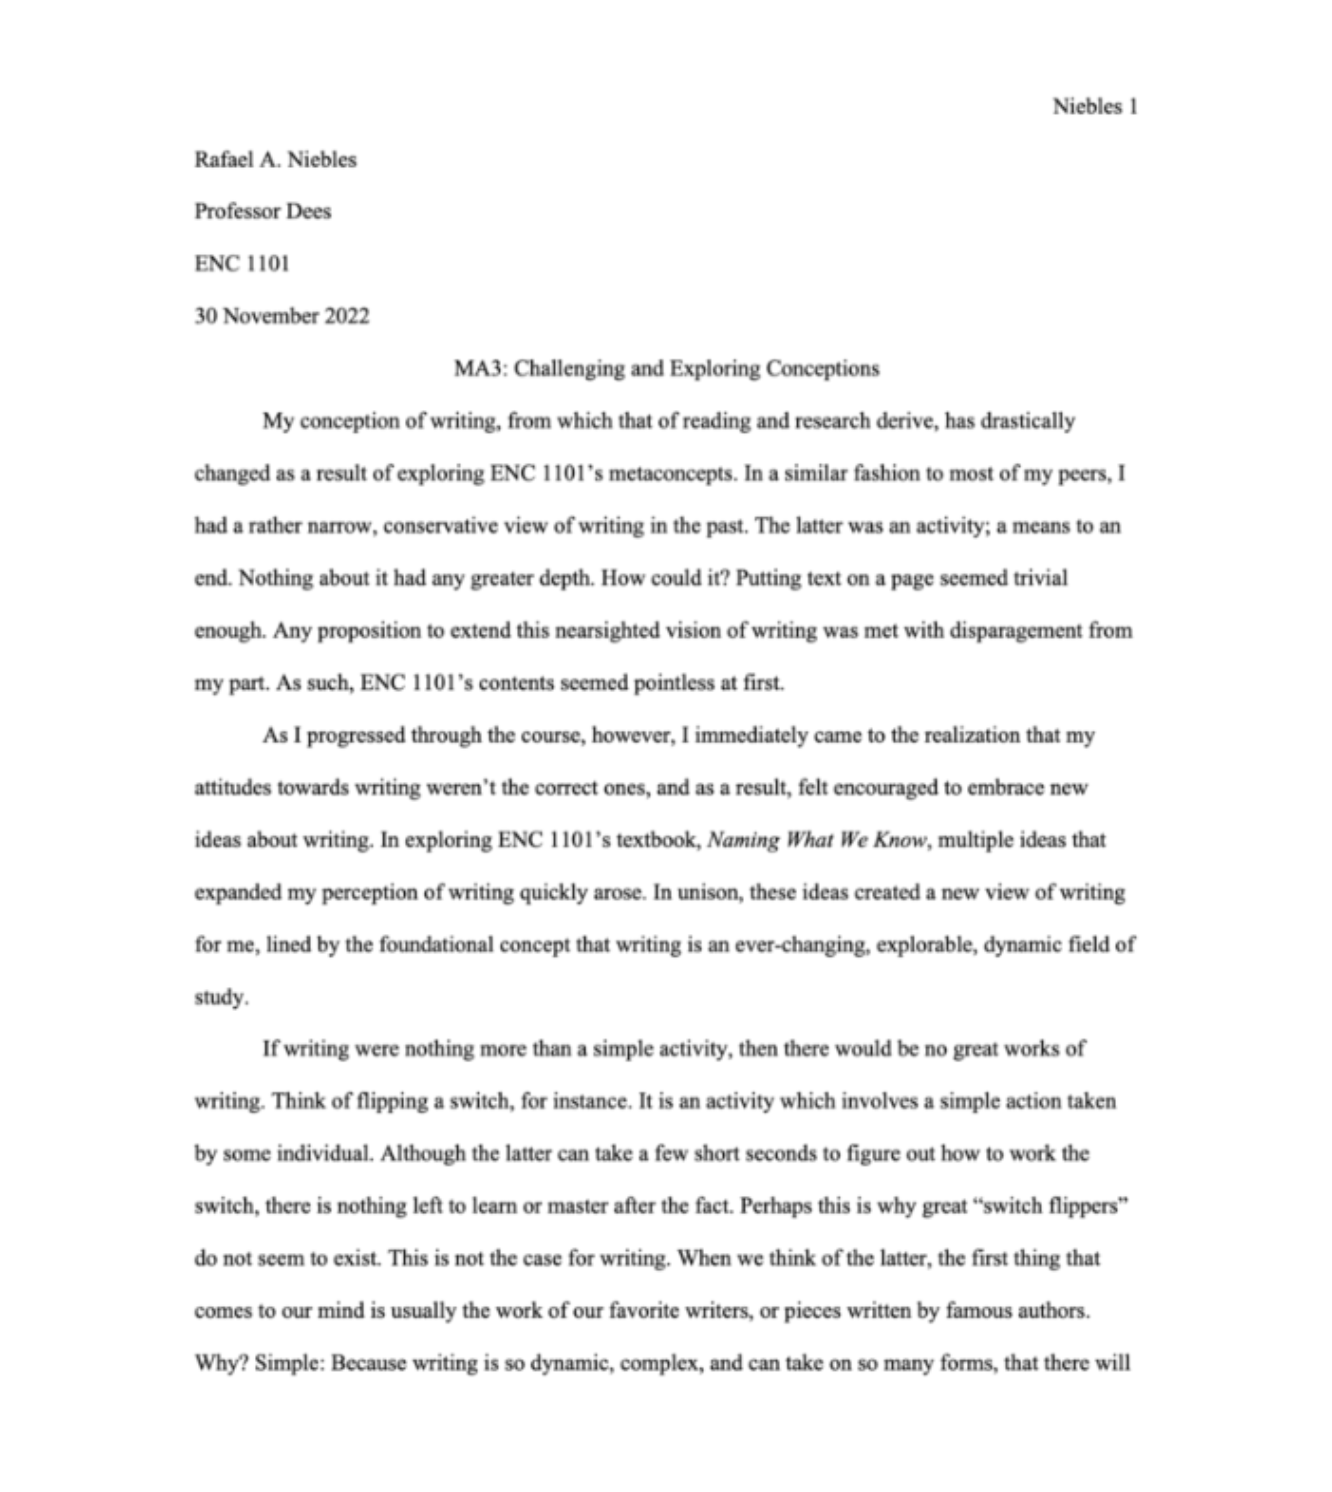 Niebles 1
Rafael A. Niebles
Professor Dees
ENC 1101
30 November 2022
MA3: Challenging and Exploring Conceptions
My conception of writing, from which that of reading and research derive, has drastically
changed as a result of exploring ENC 1101’s metaconcepts. In a similar fashion to most of my peers, I
had a rather narrow, conservative view of writing in the past. The latter was an activity; a means to an
end. Nothing about it had any greater depth. How could it? Putting text on a page seemed trivial
enough. Any proposition to extend this nearsighted vision of writing was met with disparagement from
my part. As such, ENC 1101’s contents seemed pointless at first.
As I progressed through the course, however, I immediately came to the realization that my
attitudes towards writing weren’t the correct ones, and as a result, felt encouraged to embrace new
ideas about writing. In exploring ENC 1101’s textbook, Naming What We Know, multiple ideas that
expanded my perception of writing quickly arose. In unison, these ideas created a new view of writing
for me, lined by the foundational concept that writing is an ever-changing, explorable, dynamic field of
study.
If writing were nothing more than a simple activity, then there would be no great works of
writing. Think of flipping a switch, for instance. It is an activity which involves a simple action taken
by some individual. Although the latter can take a few short seconds to figure out how to work the
switch, there is nothing left to learn or master after the fact. Perhaps this is why great “switch flippers”
do not seem to exist. This is not the case for writing. When we think of the latter, the first thing that
comes to our mind is usually the work of our favorite writers, or pieces written by famous authors.
Why? Simple: Because writing is so dynamic, complex, and can take on so many forms, that there will